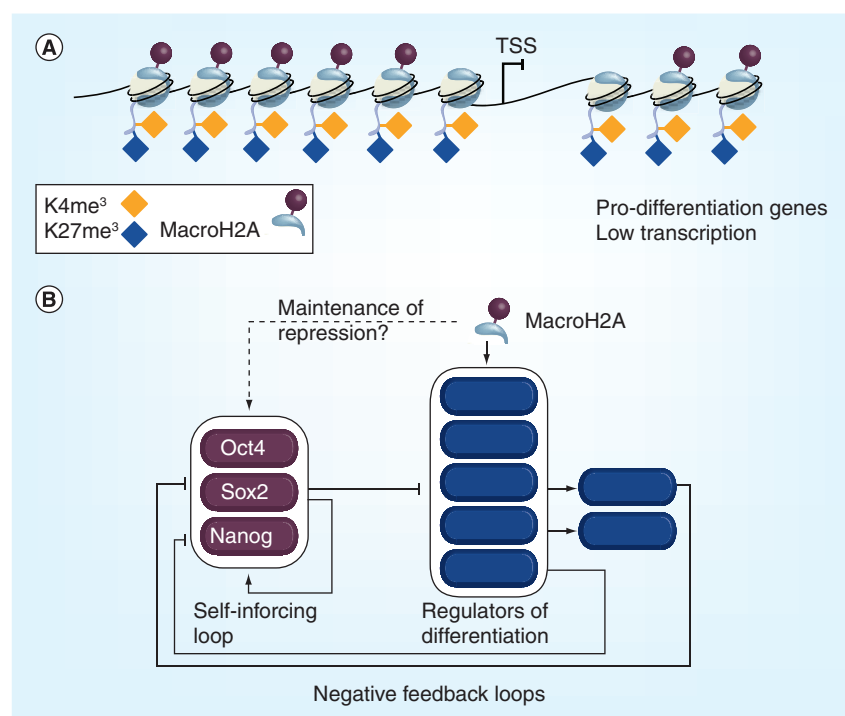 A
TSS
K4me³
K27me³ MacroH2A
Pro-differentiation genes
Low transcription
B
Maintenance of
repression?
MacroH2A
Oct4
Sox2
Nanog
Self-inforcing
loop
Regulators of
differentiation
Negative feedback loops